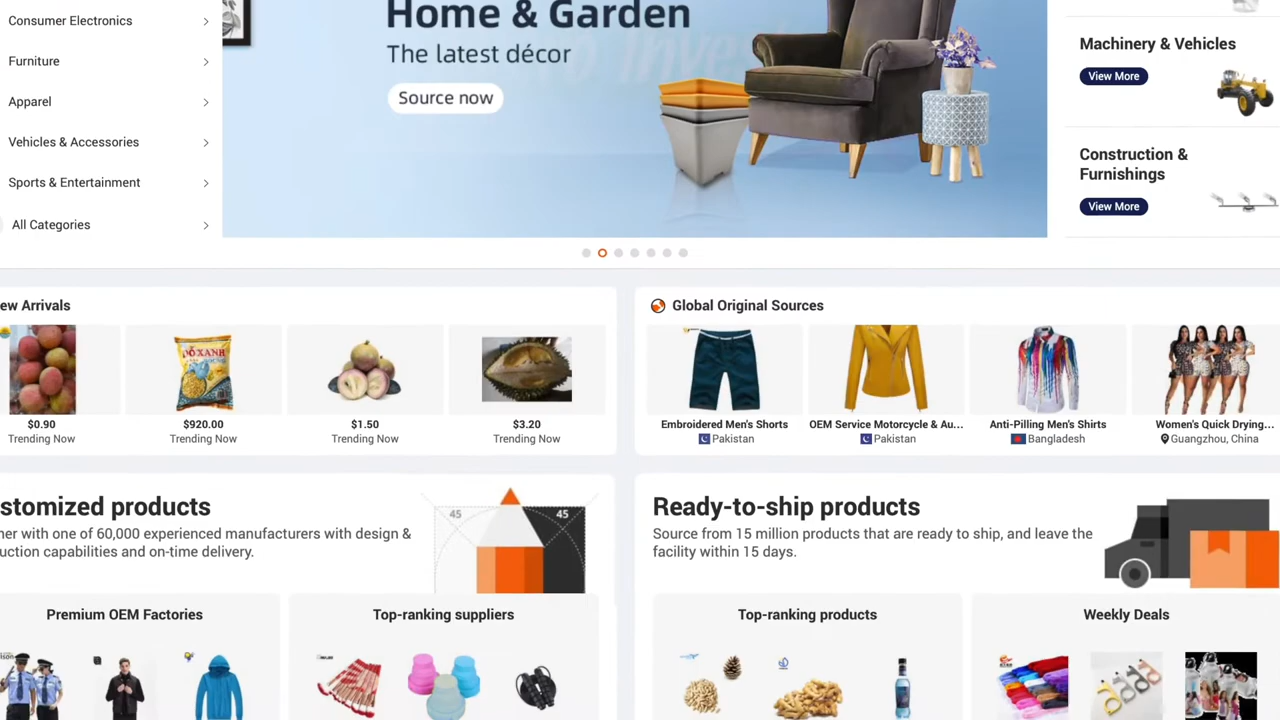 Consumer Electronics
Furniture
Apparel
Vehicles & Accessories
Sports & Entertainment
All Categories
Home & Garden
The latest décor
Source now
Machinery & Vehicles
View More
Construction &
Furnishings
View More
ew Arrivals
ĐỖ XANH
$0.90
Trending Now
$920.00
Trending Now
$1.50
Trending Now
$3.20
Trending Now
Global Original Sources
Embroidered Men's Shorts
Pakistan
OEM Service Motorcycle & Au...
Pakistan
Anti-Pilling Men's Shirts
Bangladesh
Women's Quick Drying...
Guangzhou, China
stomized products
ner with one of 60,000 experienced manufacturers with design &
uction capabilities and on-time delivery.
45
45
Premium OEM Factories
Top-ranking suppliers
Ready-to-ship products
Source from 15 million products that are ready to ship, and leave the
facility within 15 days.
Top-ranking products
Weekly Deals